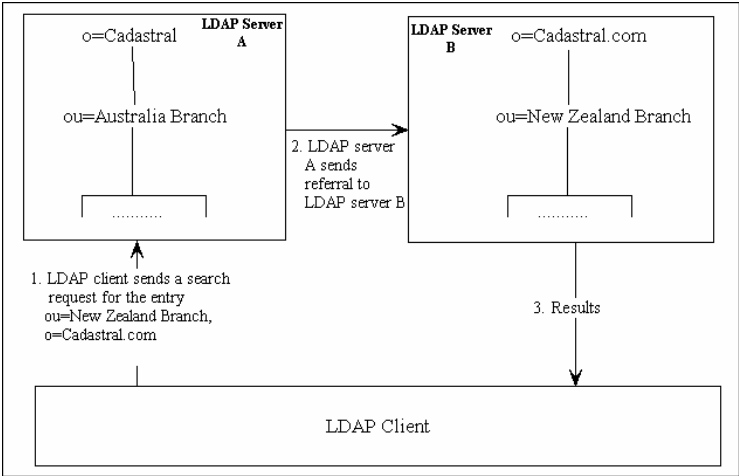 o=Cadastral
LDAP Server
A
ou=Australia Branch
...........
LDAP Server
B
o=Cadastral.com
ou=New Zealand Branch
...........
2. LDAP server
A sends
referral to
LDAP server B
1. LDAP client sends a search
request for the entry
ou=New Zealand Branch,
o=Cadastral.com
3. Results
LDAP Client